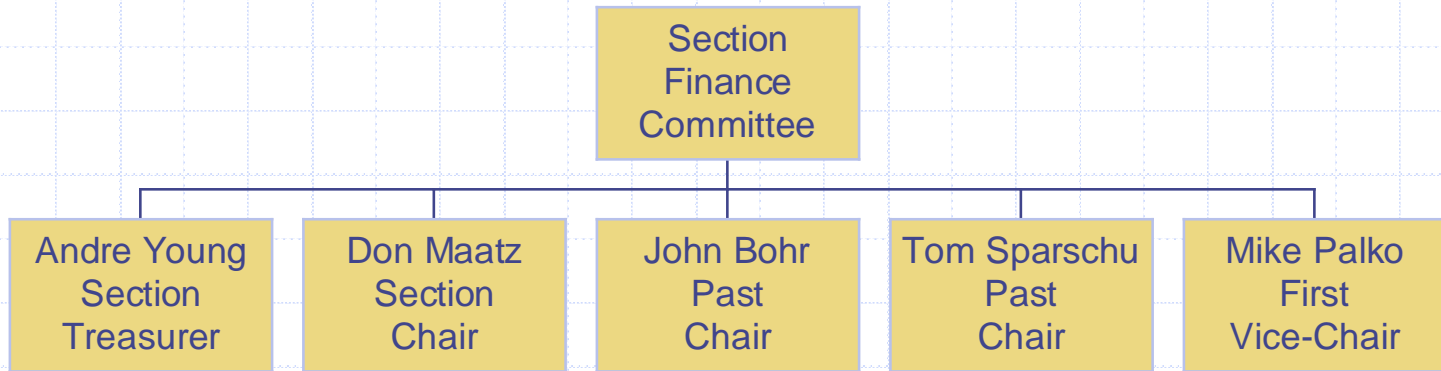 Section
Finance
Committee
Andre Young
Section
Treasurer
Don Maatz
Section
Chair
John Bohr
Past
Chair
Tom Sparschu
Past
Chair
Mike Palko
First
Vice-Chair